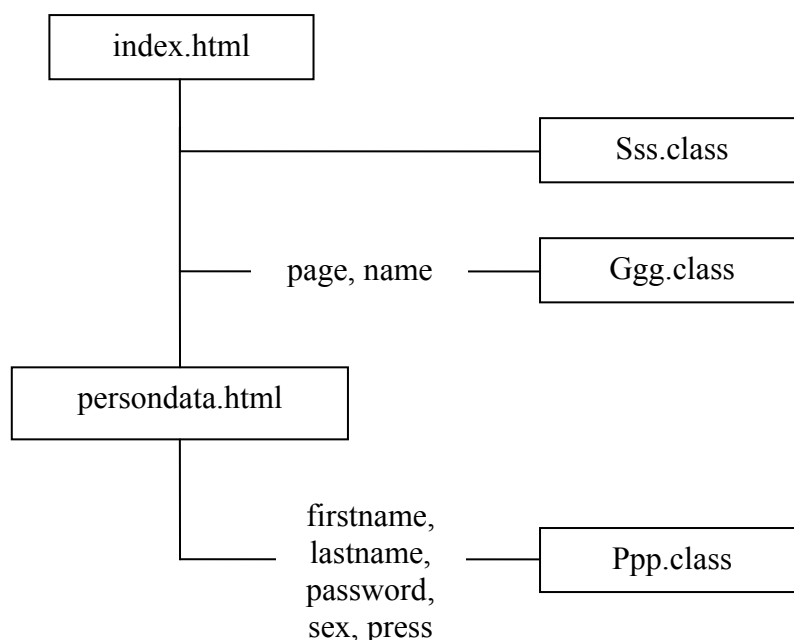 index.html
Sss.class
page, name
Ggg.class
persondata.html
firstname,
lastname,
password,
sex, press
Ppp.class